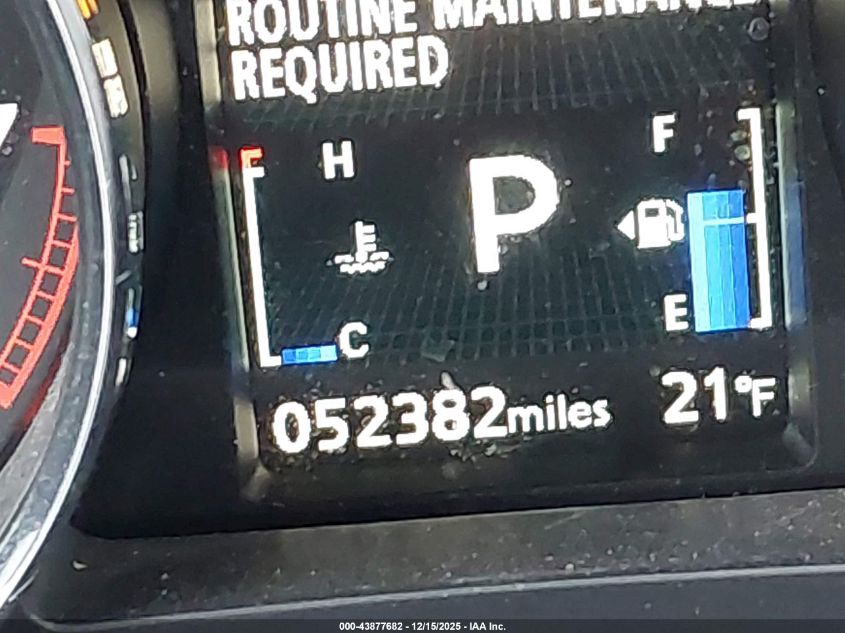 ROUTINE MAINTENANCE
REQUIRED
H
F
P
E
C
052382miles
21°F
000-43877682 - 12/15/2025 - IAA Inc.